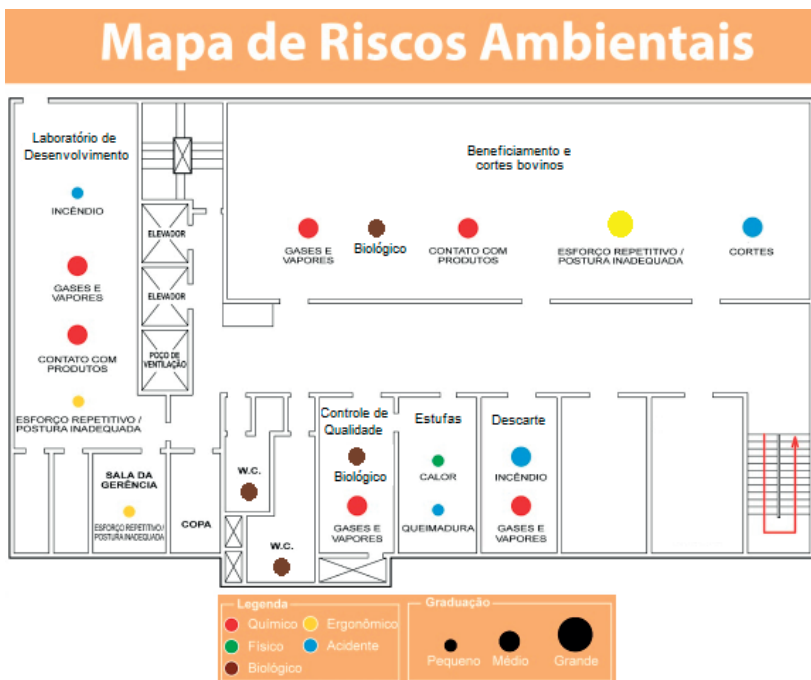 Mapa de Riscos Ambientais
Laboratório de
Desenvolvimento
INCÊNDIO
GASES E
VAPORES
CONTATO COM
PRODUTOS
ESFORÇO REPETITIVO /
POSTURA INADEQUADA
ELEVADOR
ELEVADOR
POÇO DE
VENTILAÇÃO
Beneficiamento e
cortes bovinos
GASES E
VAPORES
Biológico
CONTATO COM
PRODUTOS
ESFORÇO REPETITIVO /
POSTURA INADEQUADA
CORTES
SALA DA
GERÊNCIA
ESFORÇO REPETITIVO /
POSTURA INADEQUADA
COPA
W.C.
W.C.
Controle de
Qualidade
Biológico
GASES E
VAPORES
Estufas
CALOR
QUEIMADURA
Descarte
INCÊNDIO
GASES E
VAPORES
Legenda
Químico
Ergonômico
Físico
Acidente
Biológico
Graduação
Pequeno
Médio
Grande